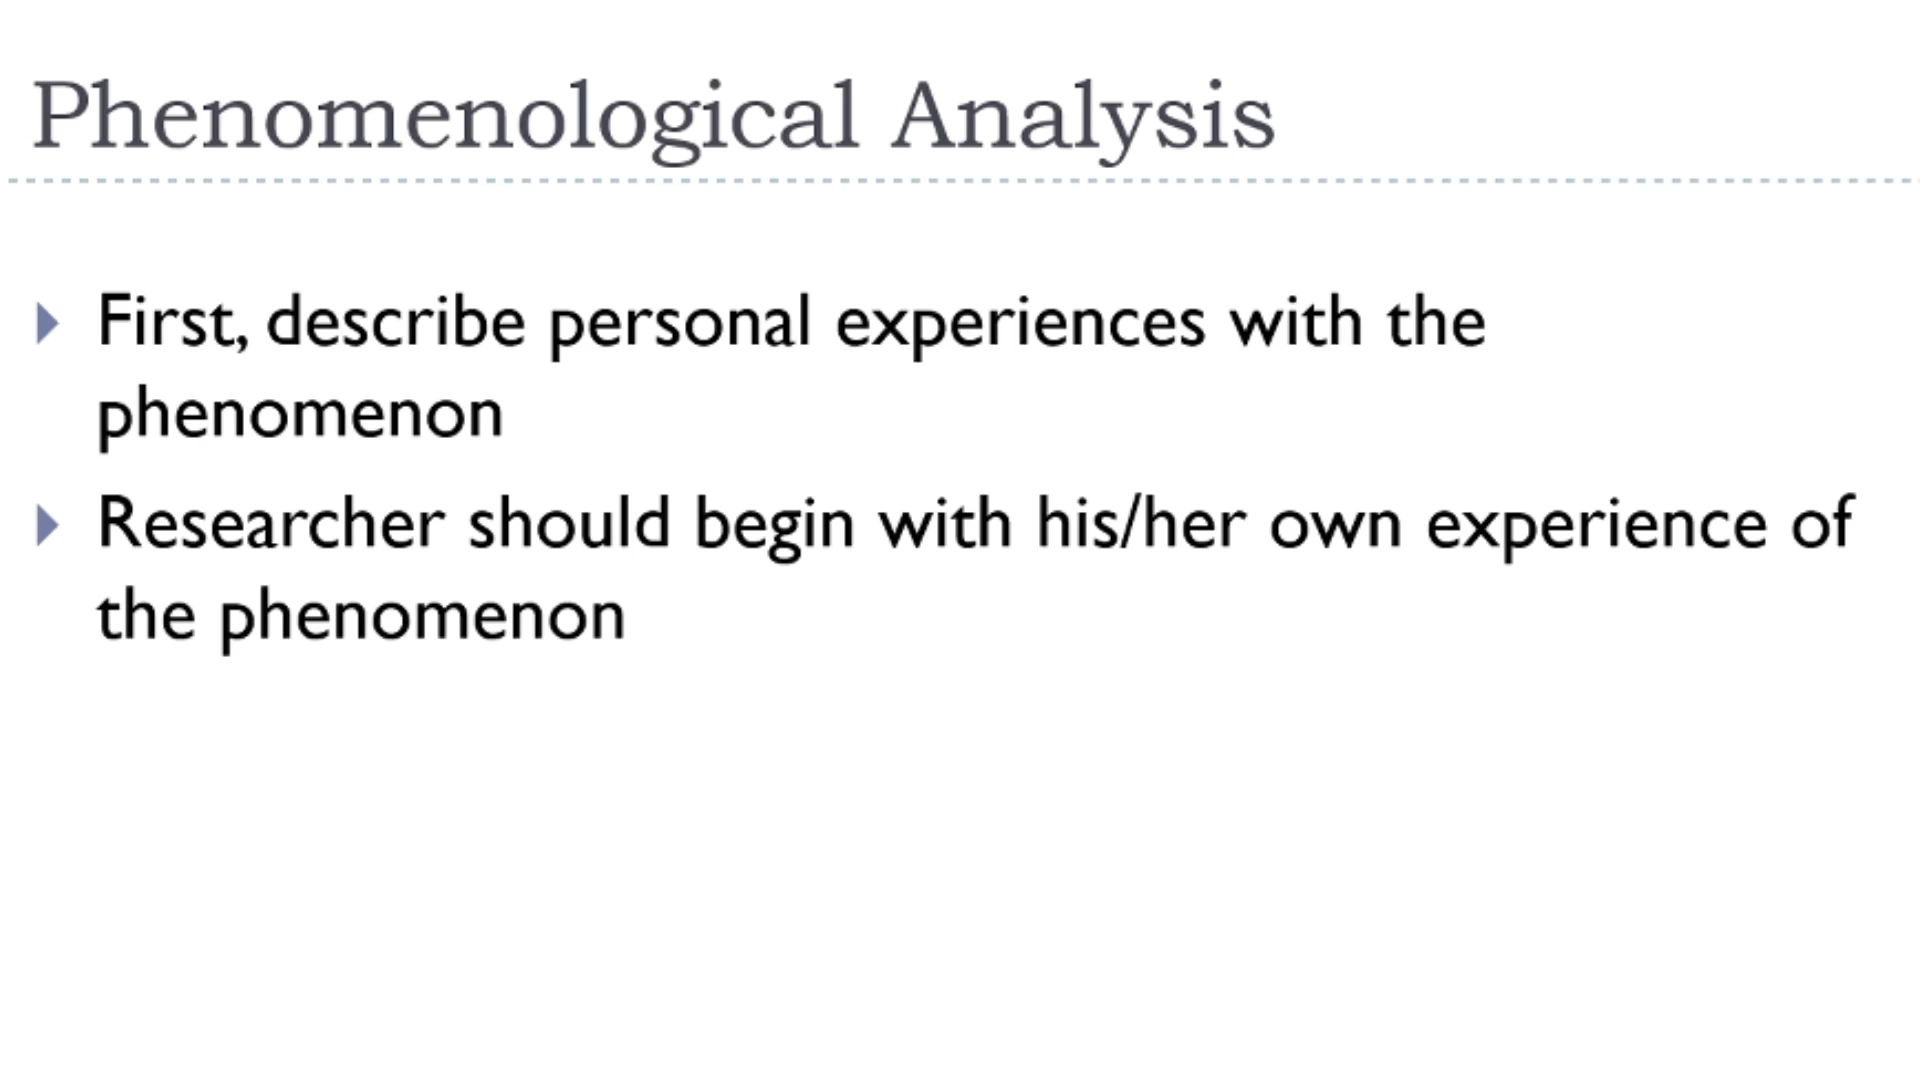 Phenomenological Analysis
First, describe personal experiences with the
phenomenon
Researcher should begin with his/her own experience of
the phenomenon